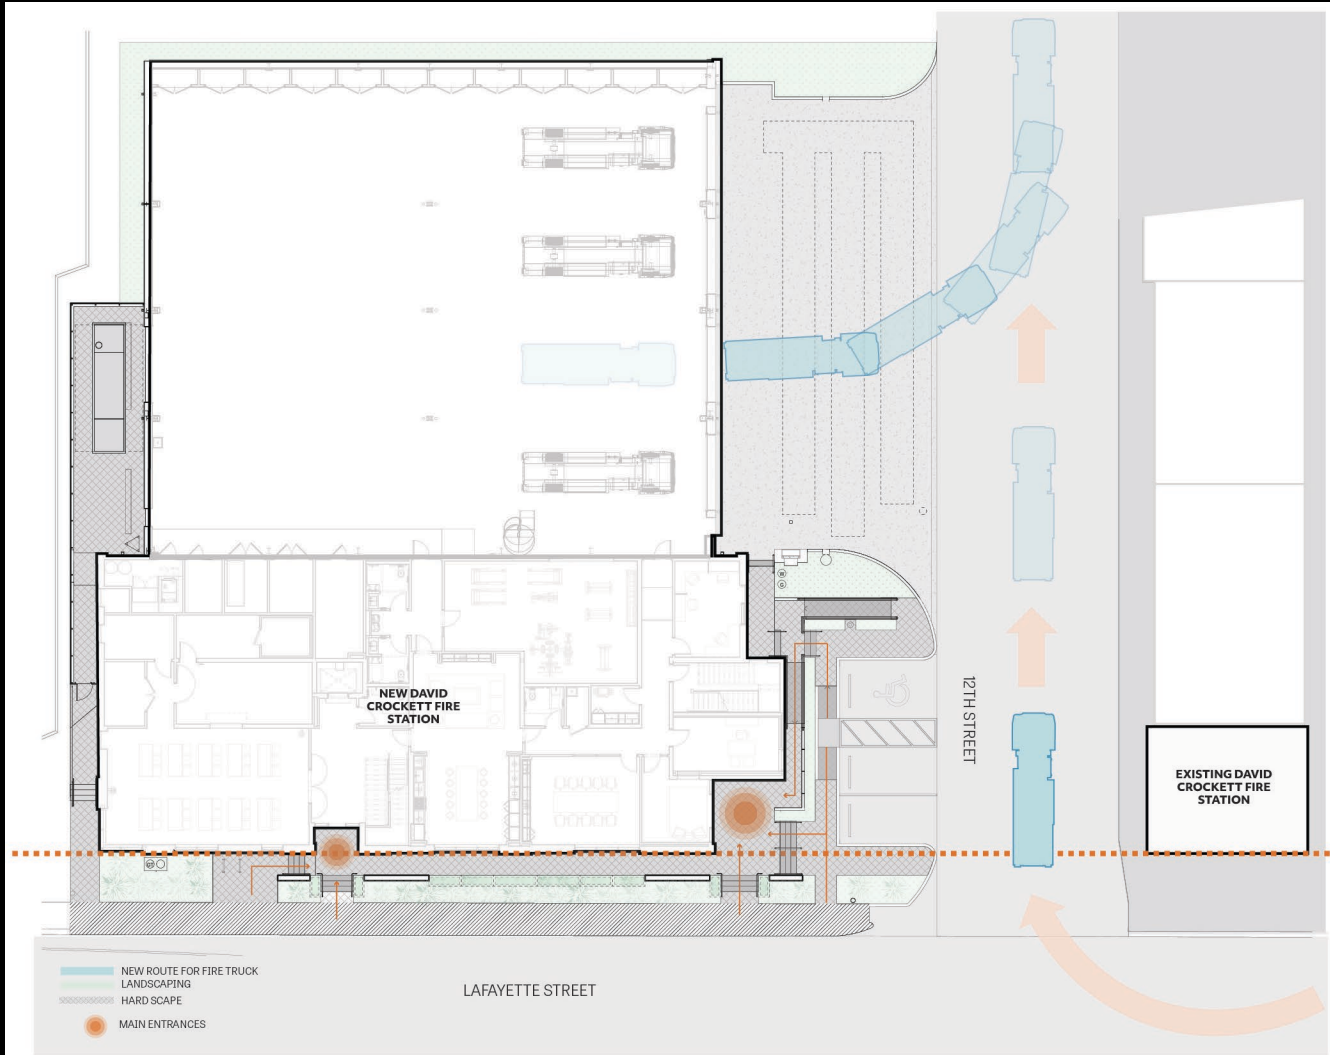 NEW DAVID
CROCKETT FIRE
STATION
12TH STREET
EXISTING DAVID
CROCKETT FIRE
STATION
NEW ROUTE FOR FIRE TRUCK
LANDSCAPING
HARD SCAPE
MAIN ENTRANCES
LAFAYETTE STREET